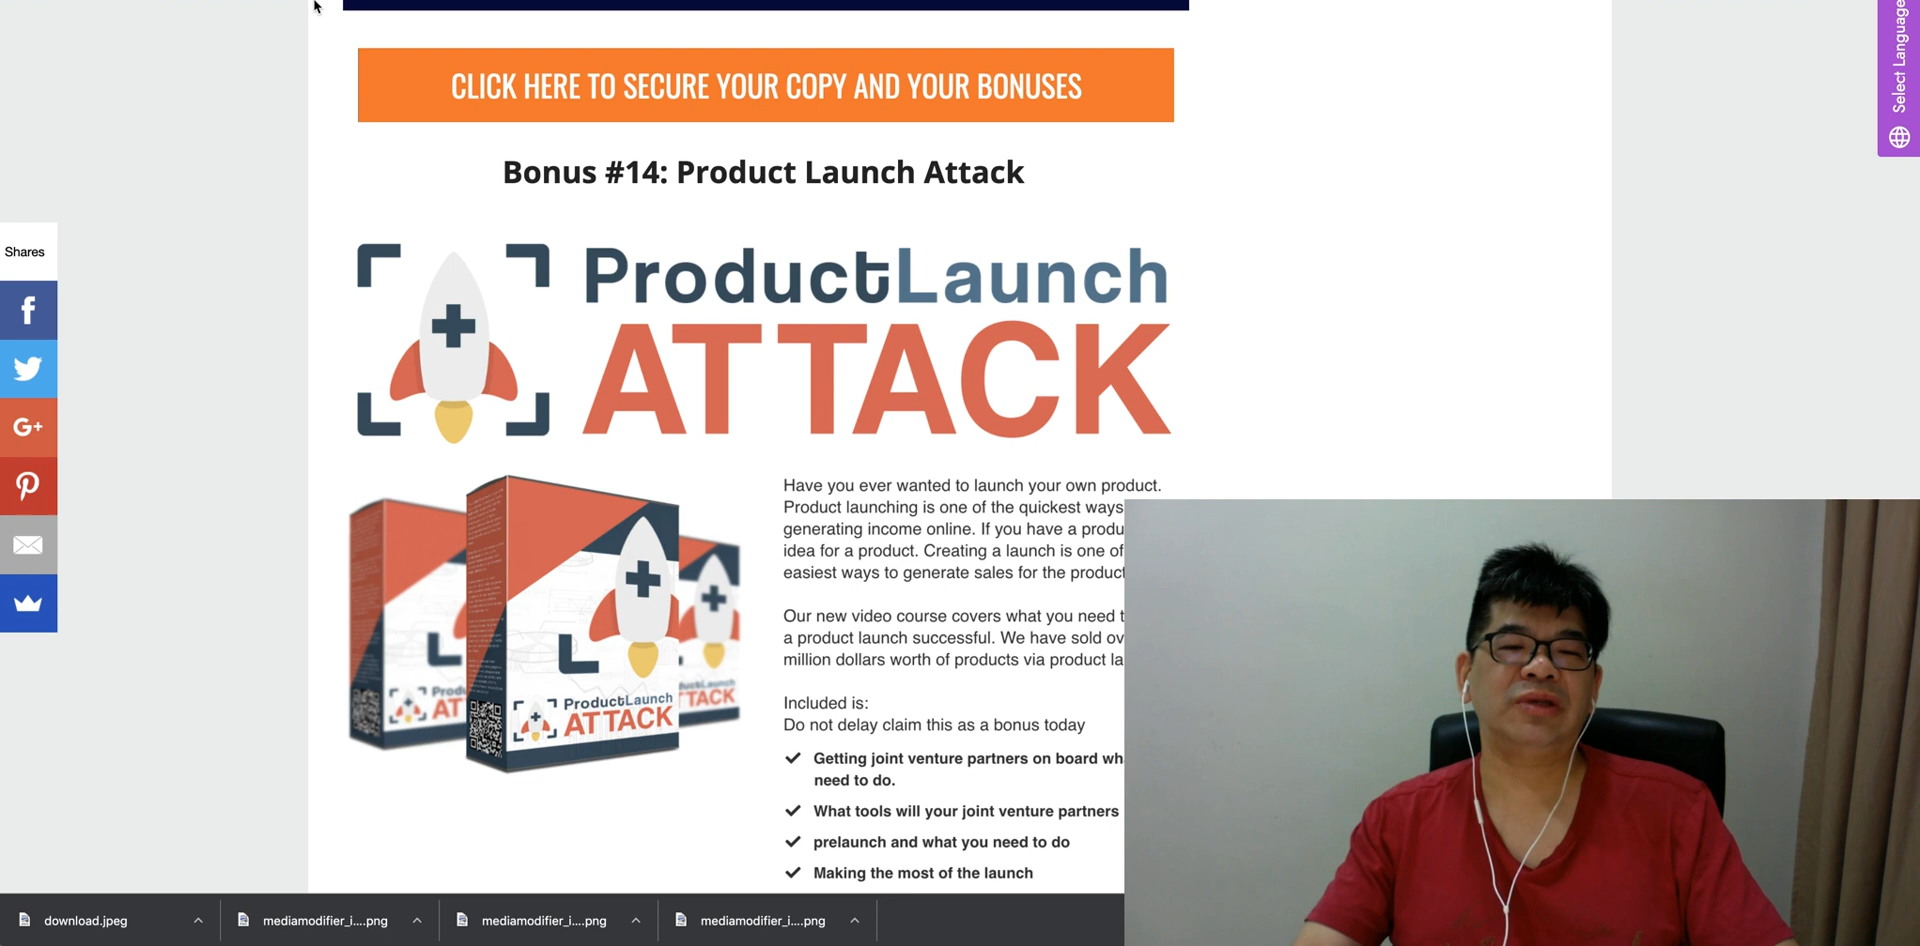 CLICK HERE TO SECURE YOUR COPY AND YOUR BONUSES
Select Language
Bonus #14: Product Launch Attack
ProductLaunch
ATTACK
Shares
Have you ever wanted to launch your own product.
Product launching is one of the quickest ways
generating income online. If you have a produ
idea for a product. Creating a launch is one of
easiest ways to generate sales for the product
Our new video course covers what you need t
a product launch successful. We have sold ov
million dollars worth of products via product la
Included is:
Do not delay claim this as a bonus today
Getting joint venture partners on board wh
need to do.
What tools will your joint venture partners
prelaunch and what you need to do
Making the most of the launch
ProductLaunch
ATTACK
download.jpeg
mediamodifier_i....png
mediamodifier_i....png
mediamodifier_i....png